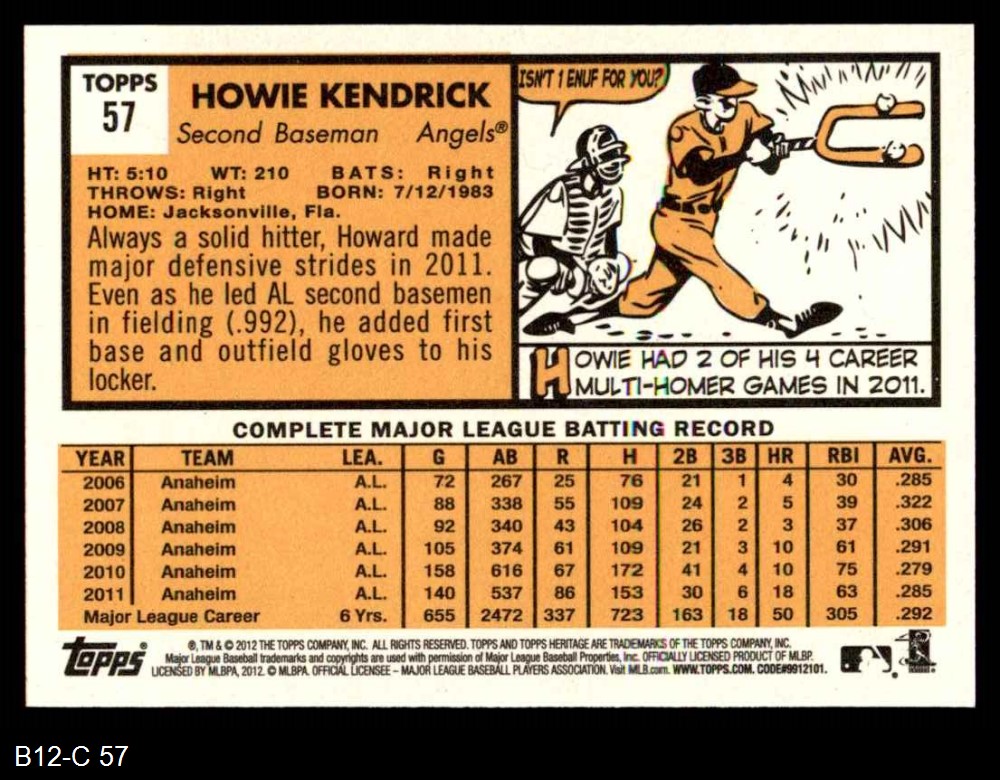 TOPPS
57
HOWIE KENDRICK
Second Baseman Angels®
HT: 5:10 WT: 210 BATS: Right
THROWS: Right BORN: 7/12/1983
HOME: Jacksonville, Fla.
Always a solid hitter, Howard made
major defensive strides in 2011.
Even as he led AL second basemen
in fielding (.992), he added first
base and outfield gloves to his
locker.
ISN'T 1 ENUF FOR YOU?
HOWIE HAD 2 OF HIS 4 CAREER
MULTI-HOMER GAMES IN 2011.
COMPLETE MAJOR LEAGUE BATTING RECORD
YEAR TEAM LEA. G AB R H 2B 3B HR RBI AVG.
2006 Anaheim A.L. 72 267 25 76 21 1 4 30 .285
2007 Anaheim A.L. 88 338 55 109 24 2 5 39 .322
2008 Anaheim A.L. 92 340 43 104 26 2 3 37 .306
2009 Anaheim A.L. 105 374 61 109 21 3 10 61 .291
2010 Anaheim A.L. 158 616 67 172 41 4 10 75 .279
2011 Anaheim A.L. 140 537 86 153 30 6 18 63 .285
Major League Career 6 Yrs. 655 2472 337 723 163 18 50 305 .292
Topps®
®, TM & © 2012 THE TOPPS COMPANY, INC. ALL RIGHTS RESERVED. TOPPS AND TOPPS HERITAGE ARE TRADEMARKS OF THE TOPPS COMPANY, INC.
Major League Baseball trademarks and copyrights are used with permission of Major League Baseball Properties, Inc. OFFICIALLY LICENSED PRODUCT OF MLBP.
LICENSED BY MLBPA, 2012. © MLBPA. OFFICIAL LICENSEE – MAJOR LEAGUE BASEBALL PLAYERS ASSOCIATION. Visit MLB.com. WWW.TOPPS.COM. CODE#9912101.
B12-C 57